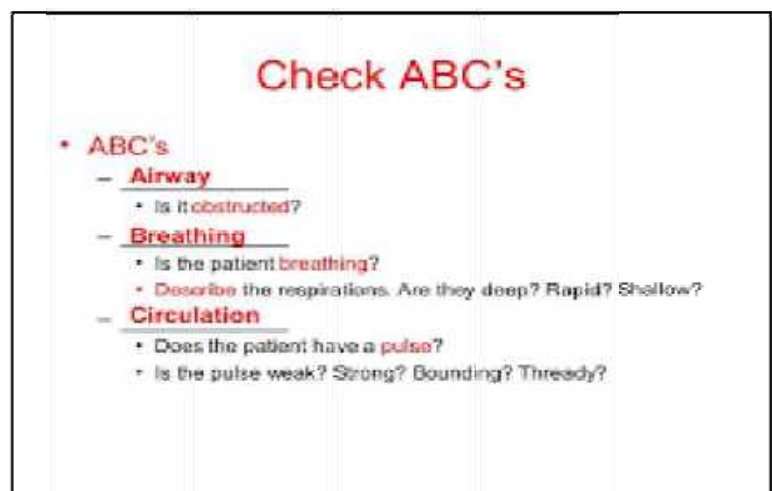 Check ABC's
• ABC's
– Airway
• Is it obstructed?
– Breathing
• Is the patient breathing?
• Describe the respirations. Are they deep? Rapid? Shallow?
– Circulation
• Does the patient have a pulse?
• Is the pulse weak? Strong? Bounding? Thready?